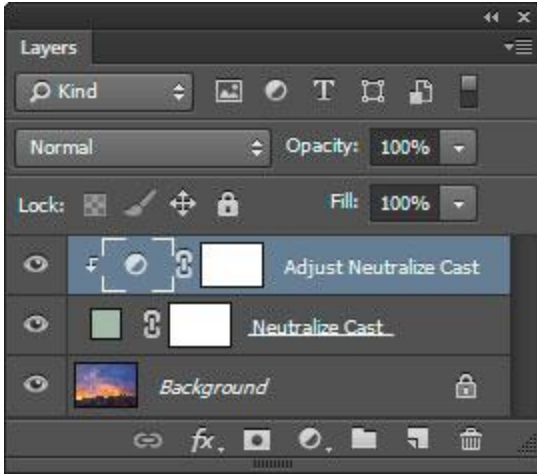 Layers
Kind
Normal Opacity: 100%
Lock: Fill: 100%
Adjust Neutralize Cast
Neutralize Cast
Background
fx.